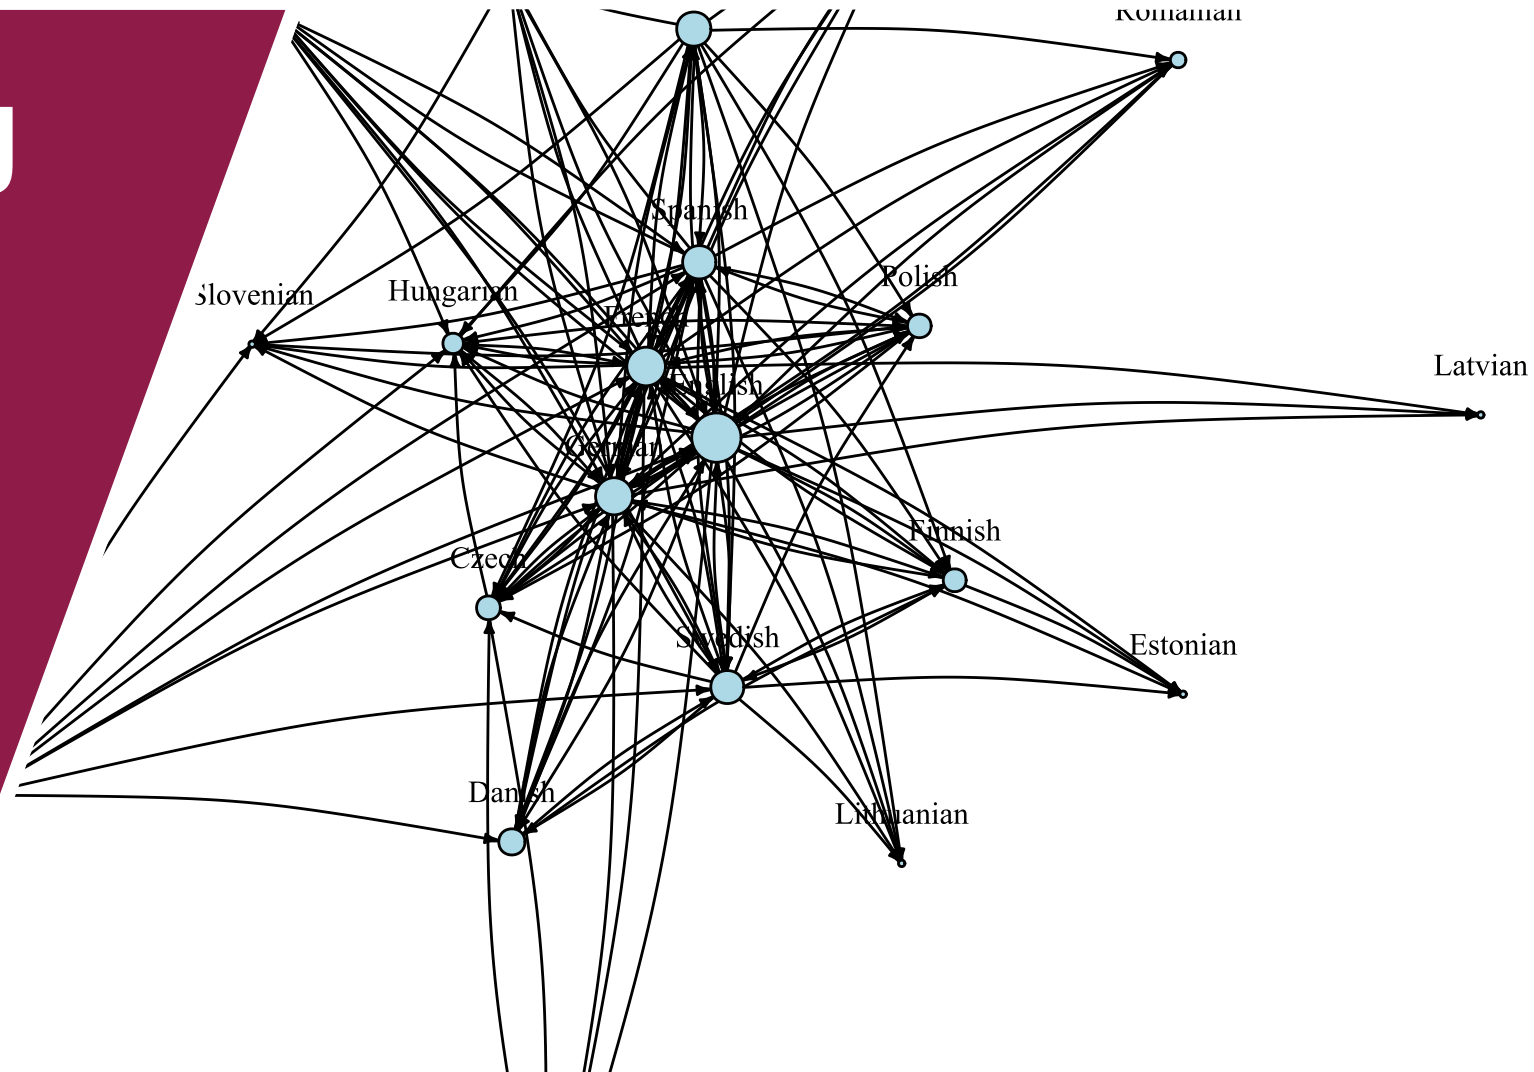 Romanian
Spanish
Polish
Slovenian
Hungarian
French
Latvian
English
German
Finnish
Czech
Swedish
Estonian
Danish
Lithuanian